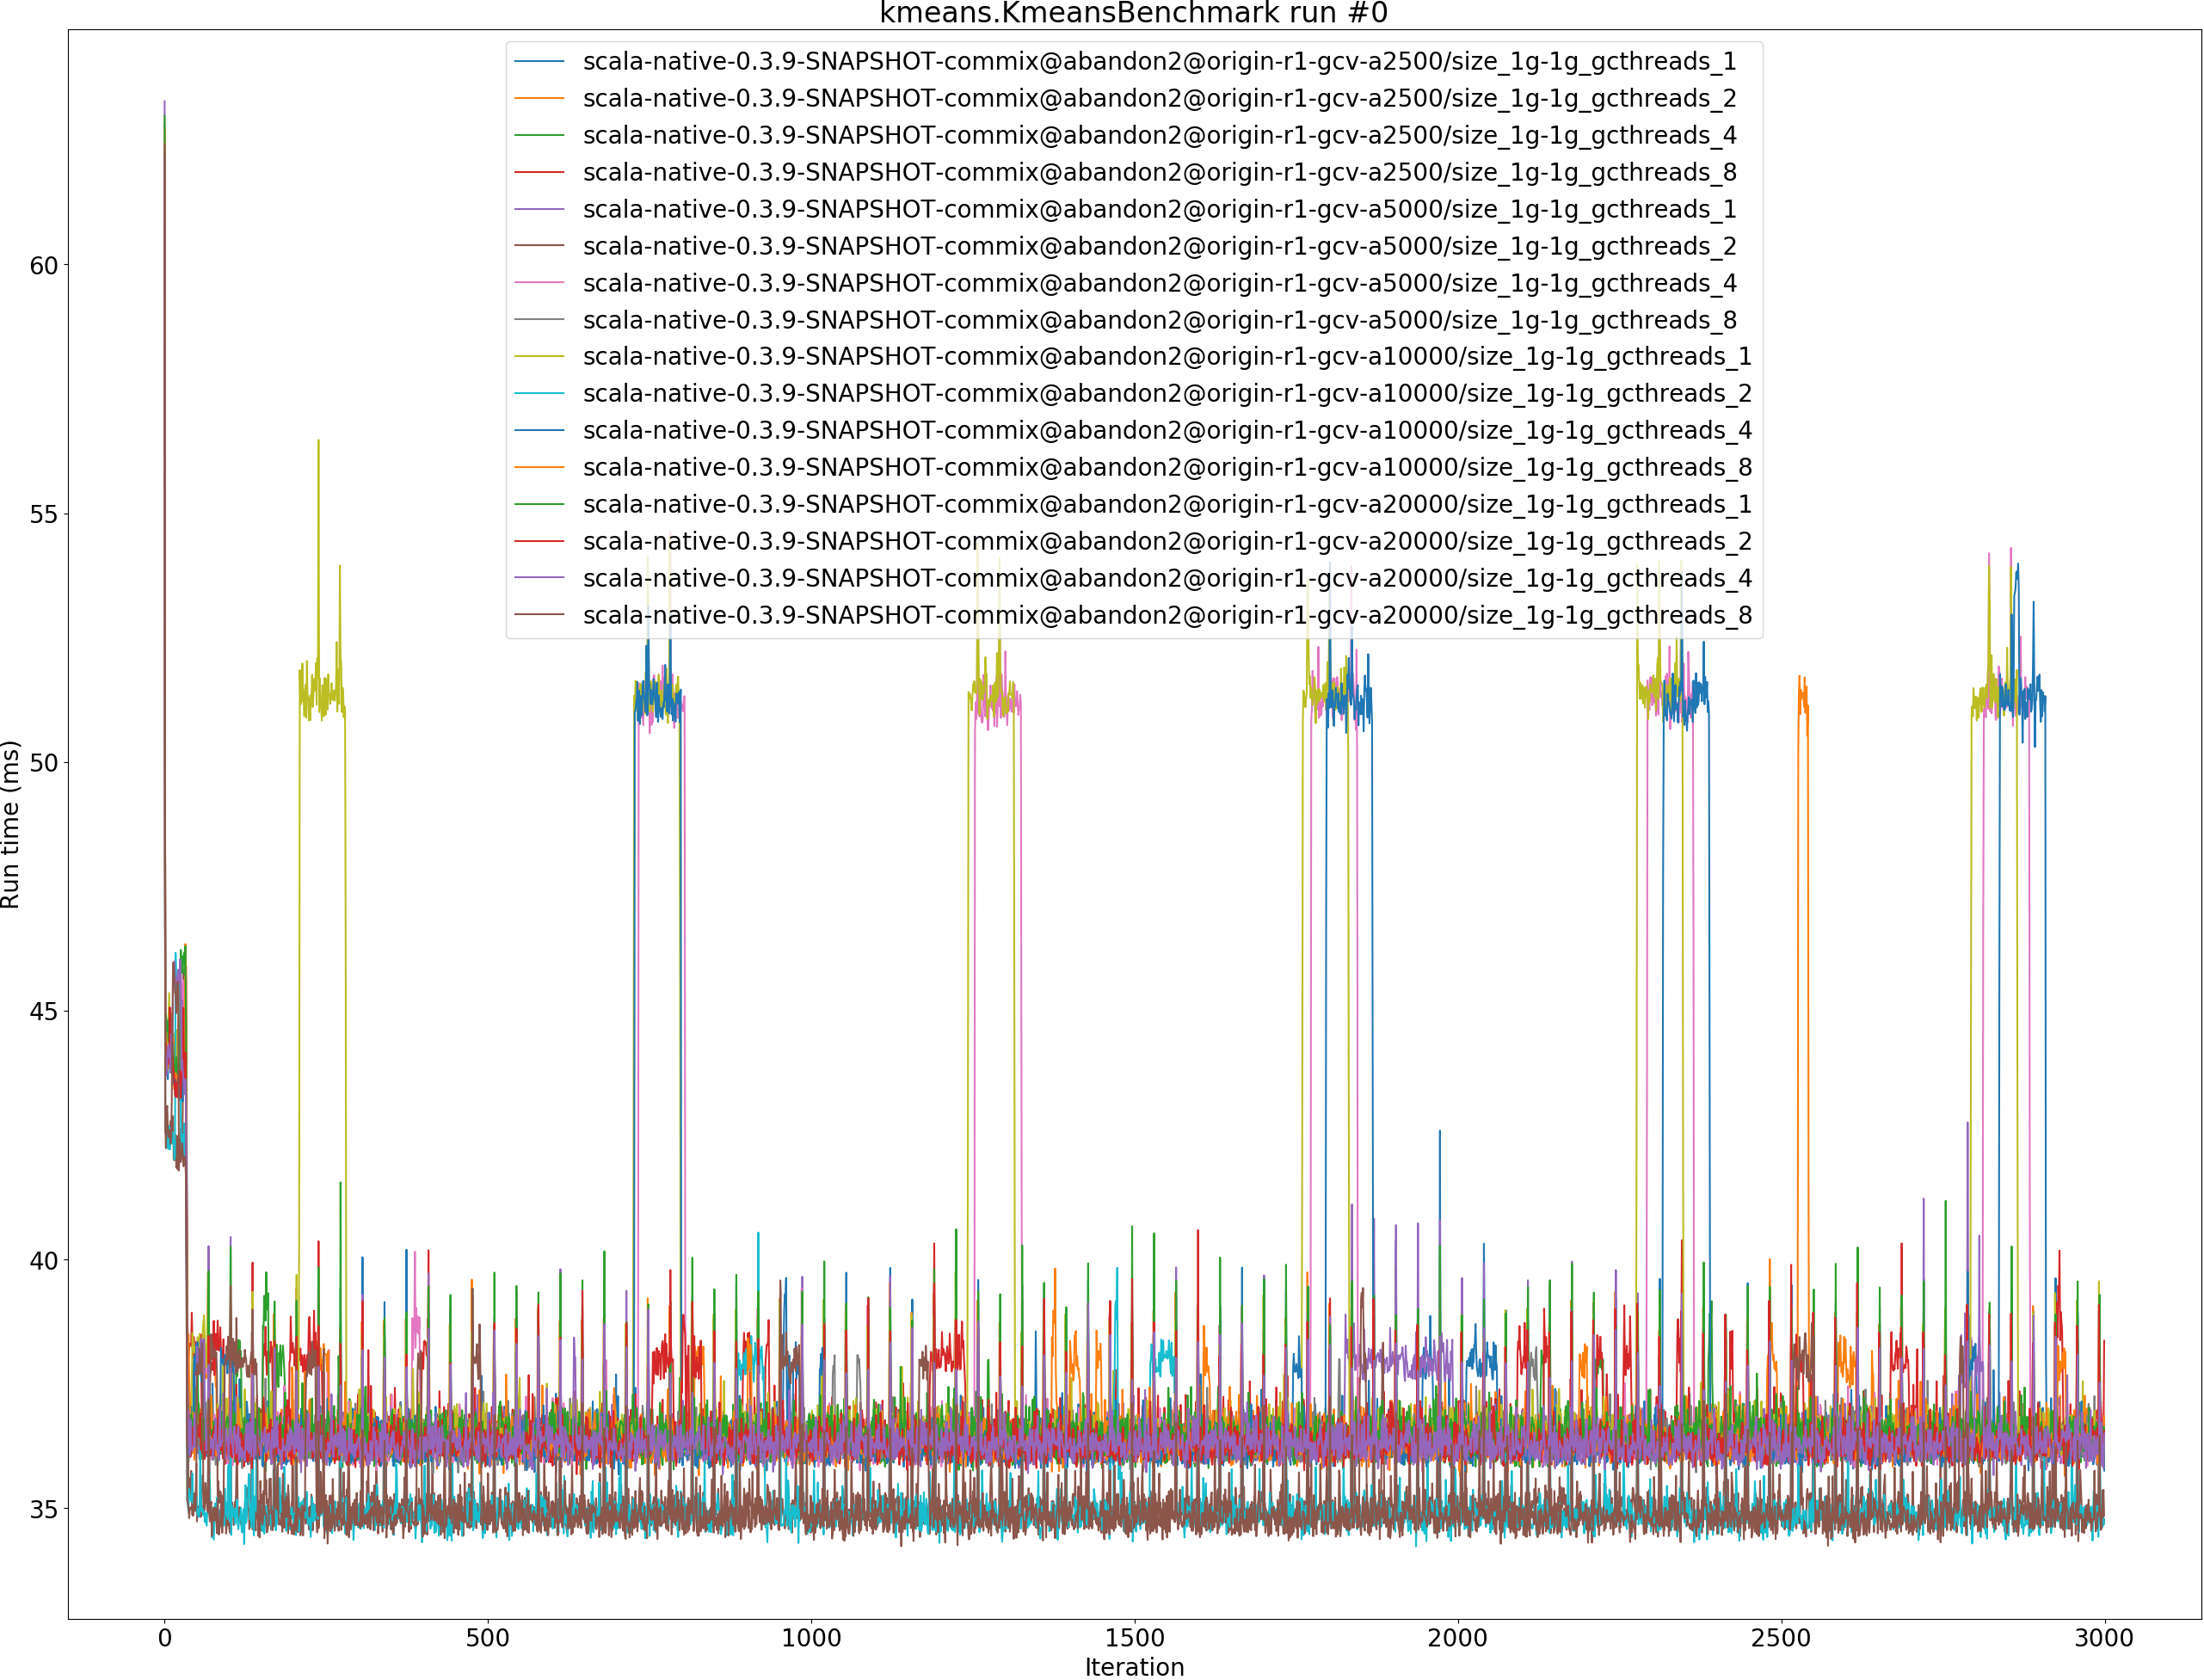 kmeans.KmeansBenchmark run #0
scala-native-0.3.9-SNAPSHOT-commix@abandon2@origin-r1-gcv-a2500/size_1g-1g_gcthreads_1
scala-native-0.3.9-SNAPSHOT-commix@abandon2@origin-r1-gcv-a2500/size_1g-1g_gcthreads_2
scala-native-0.3.9-SNAPSHOT-commix@abandon2@origin-r1-gcv-a2500/size_1g-1g_gcthreads_4
scala-native-0.3.9-SNAPSHOT-commix@abandon2@origin-r1-gcv-a2500/size_1g-1g_gcthreads_8
scala-native-0.3.9-SNAPSHOT-commix@abandon2@origin-r1-gcv-a5000/size_1g-1g_gcthreads_1
scala-native-0.3.9-SNAPSHOT-commix@abandon2@origin-r1-gcv-a5000/size_1g-1g_gcthreads_2
scala-native-0.3.9-SNAPSHOT-commix@abandon2@origin-r1-gcv-a5000/size_1g-1g_gcthreads_4
scala-native-0.3.9-SNAPSHOT-commix@abandon2@origin-r1-gcv-a5000/size_1g-1g_gcthreads_8
scala-native-0.3.9-SNAPSHOT-commix@abandon2@origin-r1-gcv-a10000/size_1g-1g_gcthreads_1
scala-native-0.3.9-SNAPSHOT-commix@abandon2@origin-r1-gcv-a10000/size_1g-1g_gcthreads_2
scala-native-0.3.9-SNAPSHOT-commix@abandon2@origin-r1-gcv-a10000/size_1g-1g_gcthreads_4
scala-native-0.3.9-SNAPSHOT-commix@abandon2@origin-r1-gcv-a10000/size_1g-1g_gcthreads_8
scala-native-0.3.9-SNAPSHOT-commix@abandon2@origin-r1-gcv-a20000/size_1g-1g_gcthreads_1
scala-native-0.3.9-SNAPSHOT-commix@abandon2@origin-r1-gcv-a20000/size_1g-1g_gcthreads_2
scala-native-0.3.9-SNAPSHOT-commix@abandon2@origin-r1-gcv-a20000/size_1g-1g_gcthreads_4
scala-native-0.3.9-SNAPSHOT-commix@abandon2@origin-r1-gcv-a20000/size_1g-1g_gcthreads_8
60
55
50
45
40
35
Run time (ms)
0 500 1000 1500 2000 2500 3000
Iteration